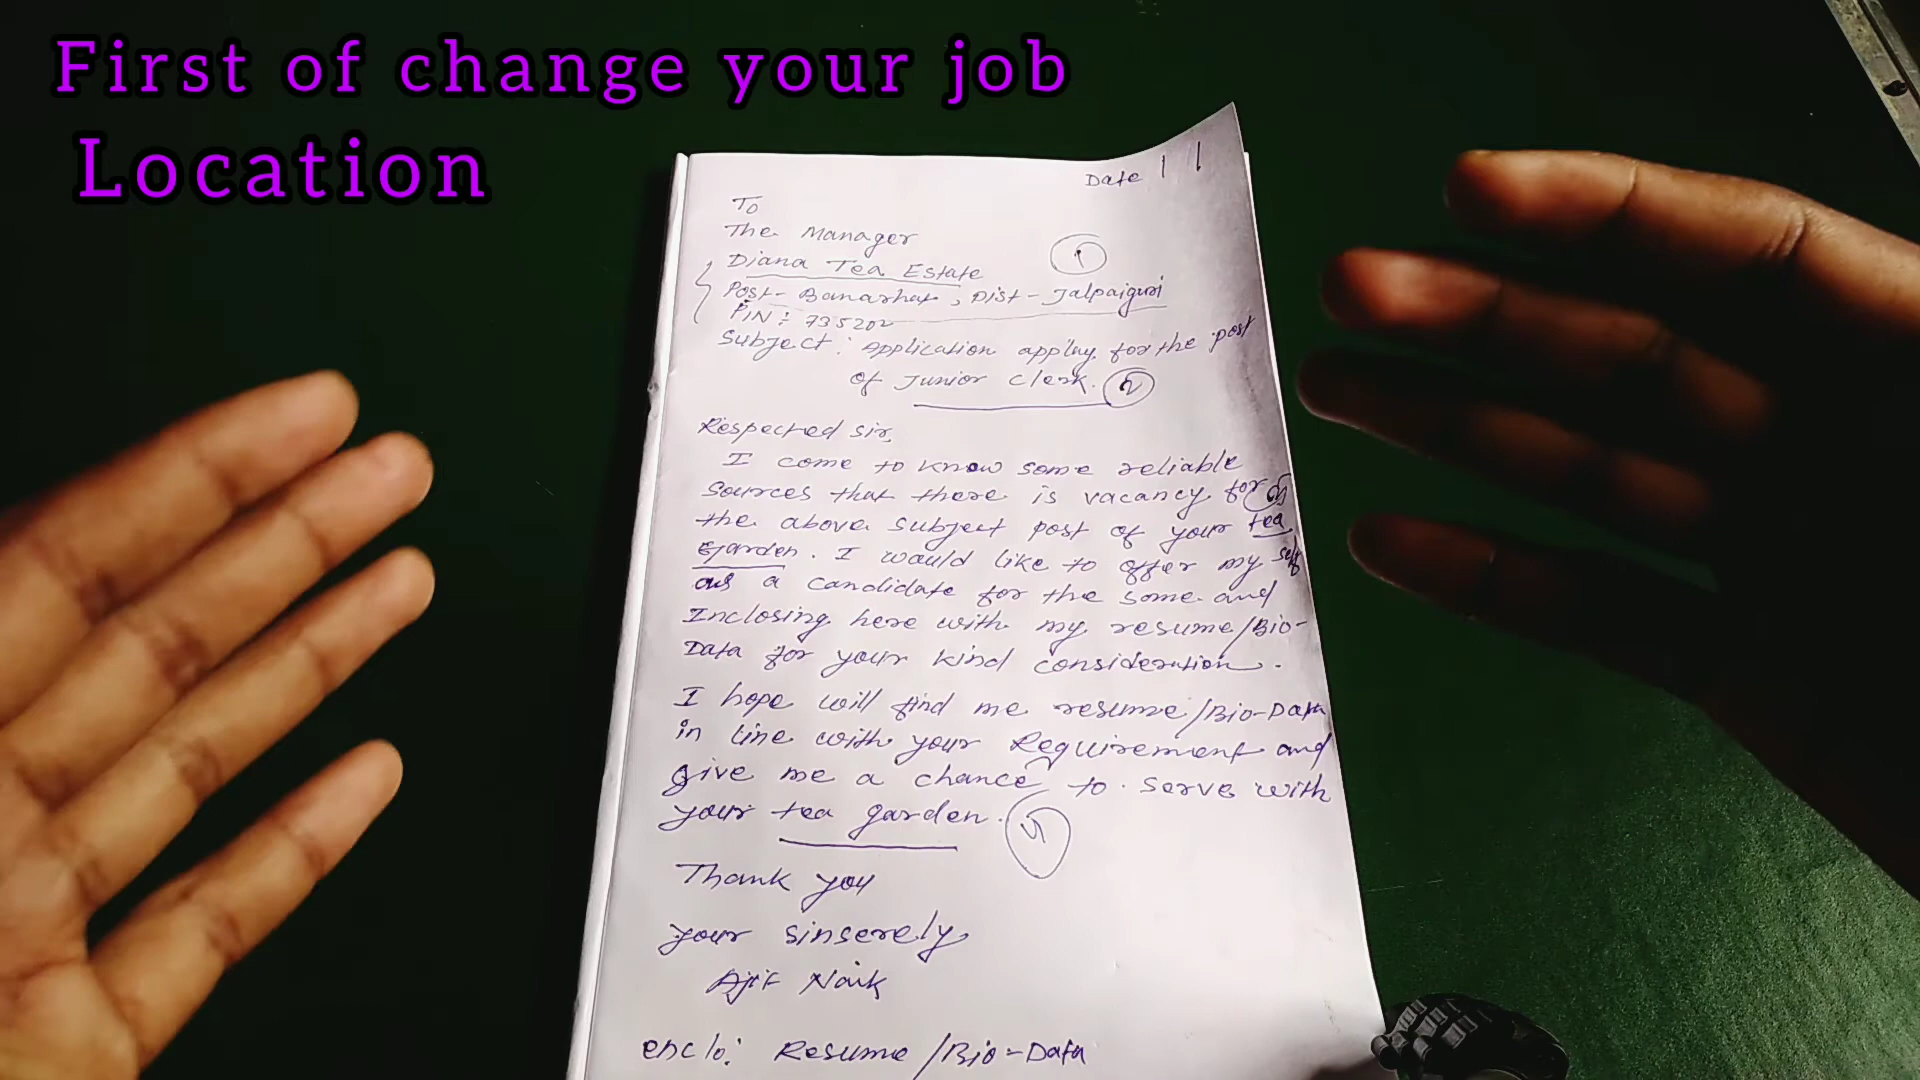 First of change your job
Location
Date / /
To
The Manager
Diana Tea Estate
Post- Banarhat, Dist- Jalpaiguri
PIN: 735202
Subject: Application applay for the post
of Junior Clerk.
Respected sir,
I come to know some reliable
sources that there is vacancy for
the above subject post of your tea
garden. I would like to offer my self
as a candidate for the some and
Inclosing here with my resume/Bio-
Data for your kind consideration.
I hope will find me resume/Bio-Data
in line with your Requirement and
give me a chance to serve with
your tea garden.
Thank you
your sinserely
Ajit Naik
enclo: Resume/Bio-Data